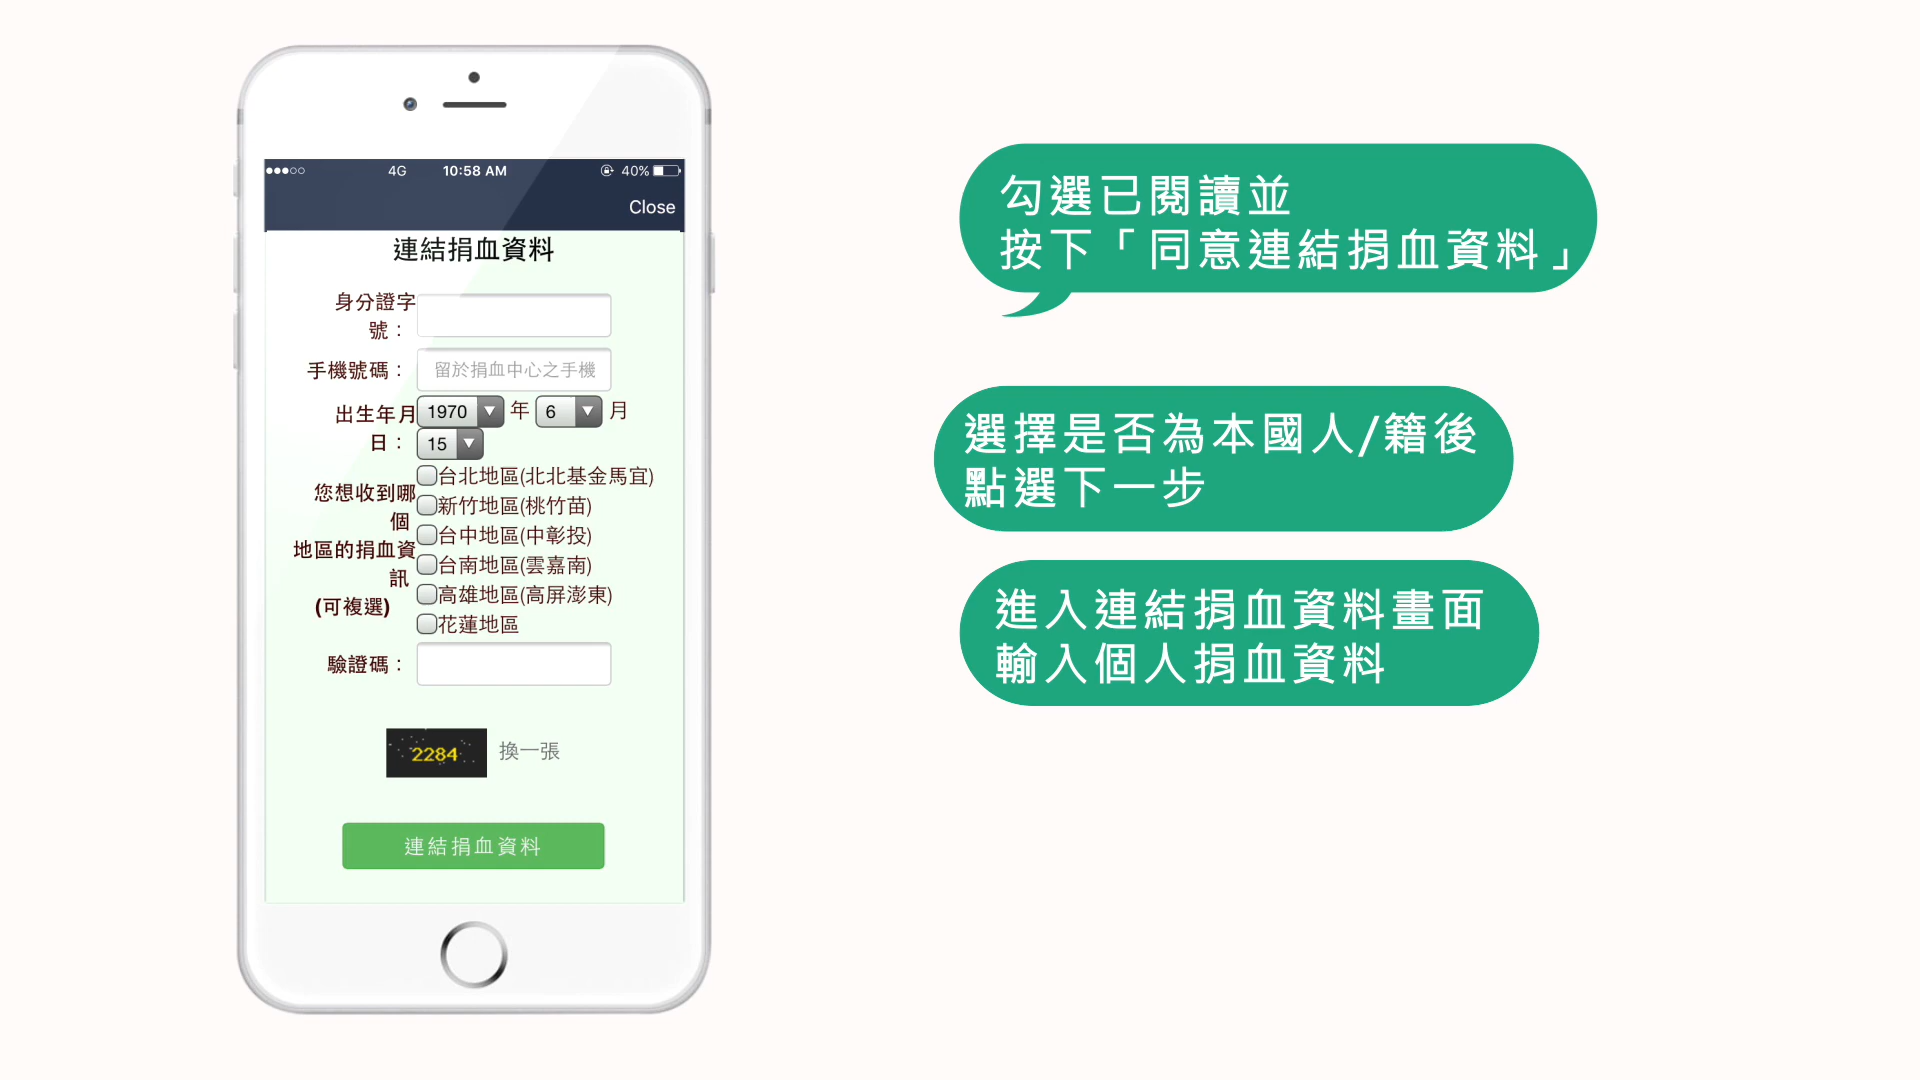 4G 10:58 AM 40%
Close
連結捐血資料
身分證字
號：
手機號碼： 留於捐血中心之手機
出生年月 1970 年 6 月
日： 15
您想收到哪
個
地區的捐血資
訊
(可複選)
台北地區(北北基金馬宜)
新竹地區(桃竹苗)
台中地區(中彰投)
台南地區(雲嘉南)
高雄地區(高屏澎東)
花蓮地區
驗證碼：
2284 換一張
連結捐血資料
勾選已閱讀並
按下「同意連結捐血資料」
選擇是否為本國人/籍後
點選下一步
進入連結捐血資料畫面
輸入個人捐血資料